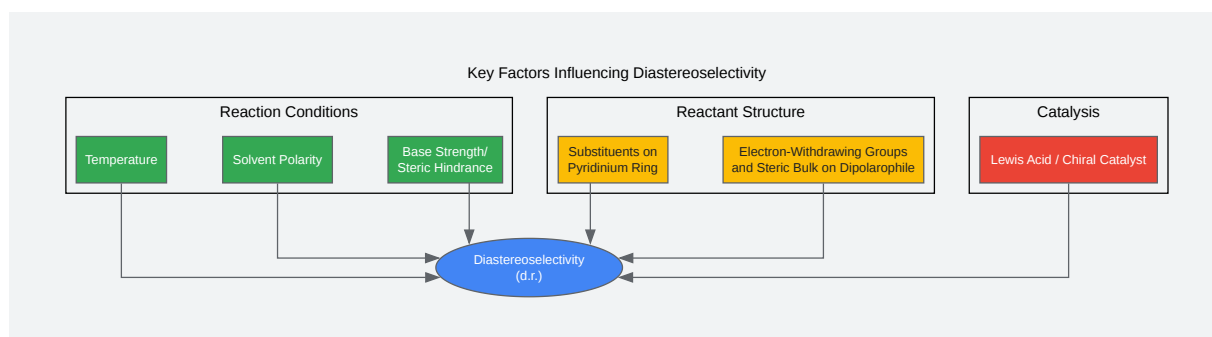 Key Factors Influencing Diastereoselectivity
Reaction Conditions
Temperature
Solvent Polarity
Base Strength/
Steric Hindrance
Reactant Structure
Substituents on
Pyridinium Ring
Electron-Withdrawing Groups
and Steric Bulk on Dipolarophile
Catalysis
Lewis Acid / Chiral Catalyst
Diastereoselectivity
(d.r.)